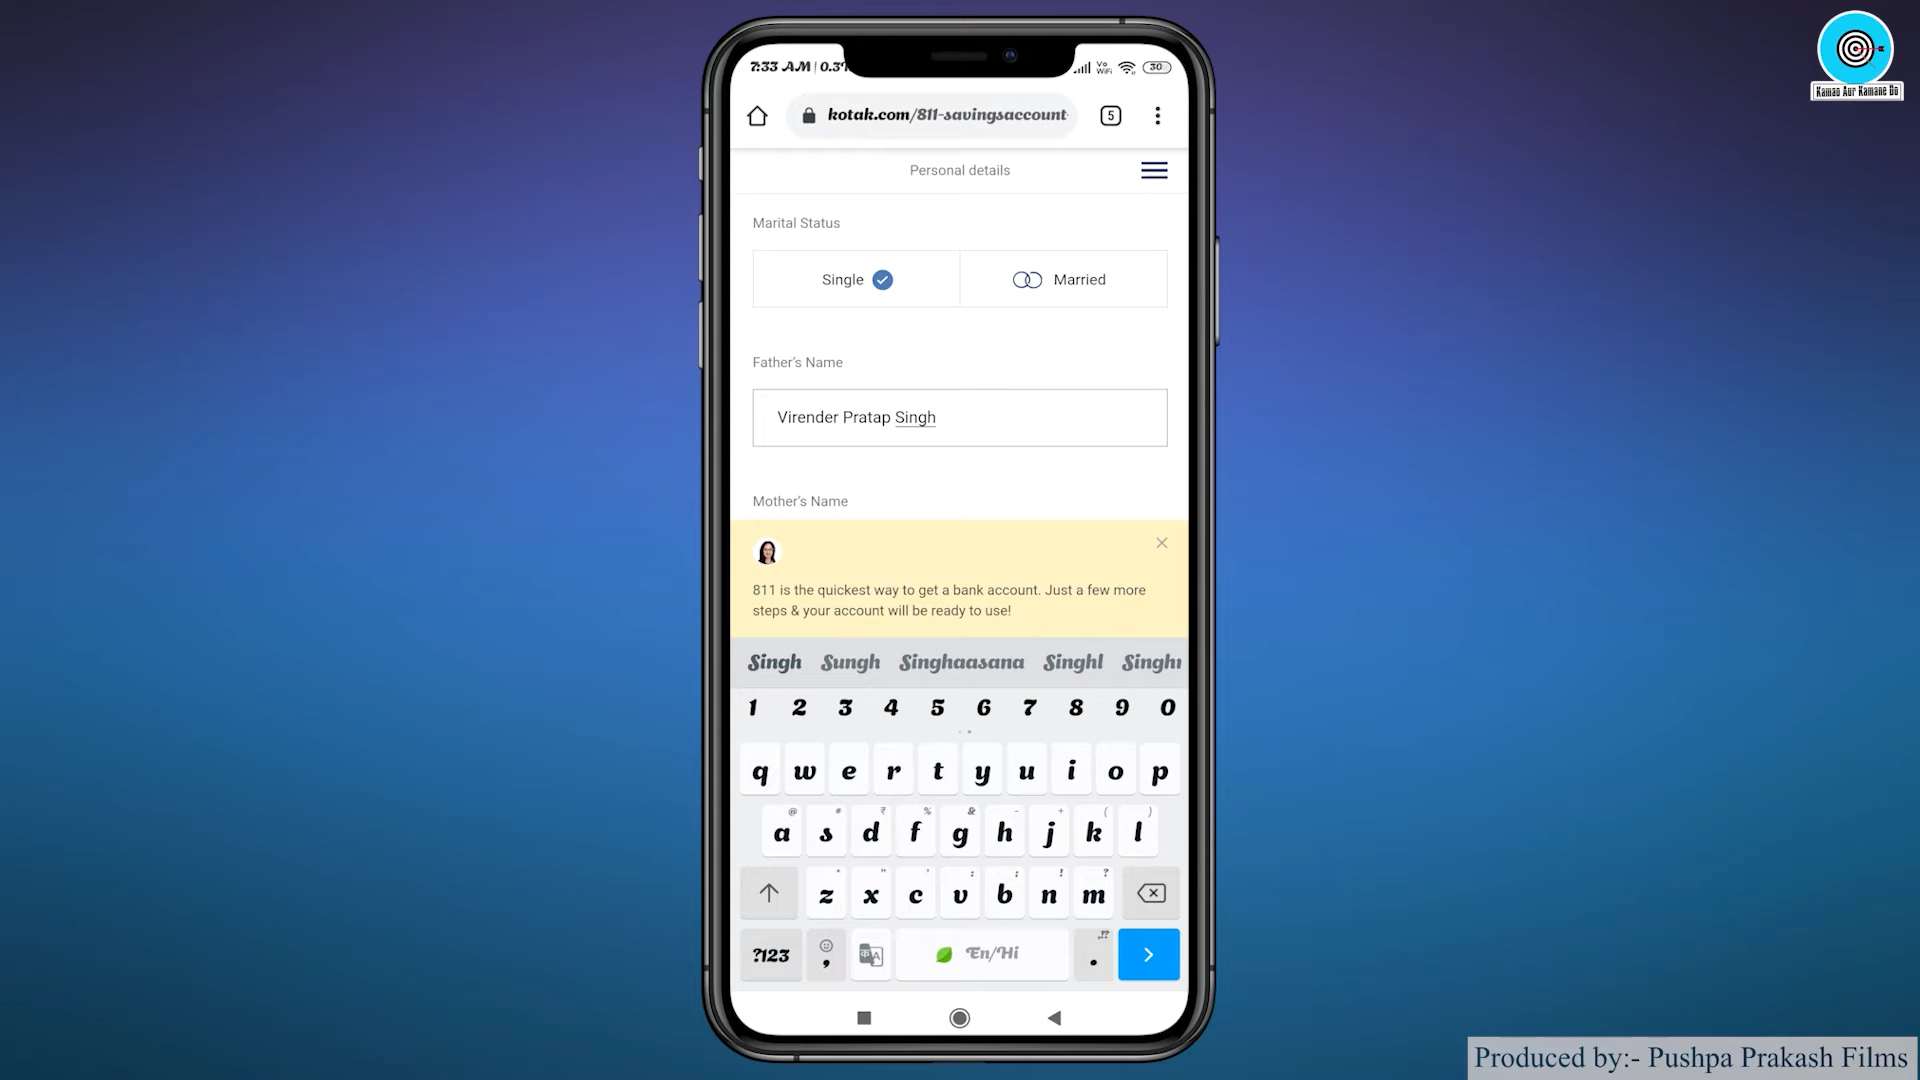 Kamao Aur Kamane Do
7:33 AM | 0.3
Vo
WiFi
30
kotak.com/811-savingsaccount
5
Personal details
Marital Status
Single
Married
Father's Name
Virender Pratap Singh
Mother's Name
811 is the quickest way to get a bank account. Just a few more
steps & your account will be ready to use!
Singh Sungh Singhaasana Singhl
1 2 3 4 5 6 7 8 9 0
q w e r t y u i o p
@ # ₹ % & - + ( )
a s d f g h j k l
* " ' : ; ! ?
z x c v b n m
?123 , En/Hi .
Produced by:- Pushpa Prakash Films